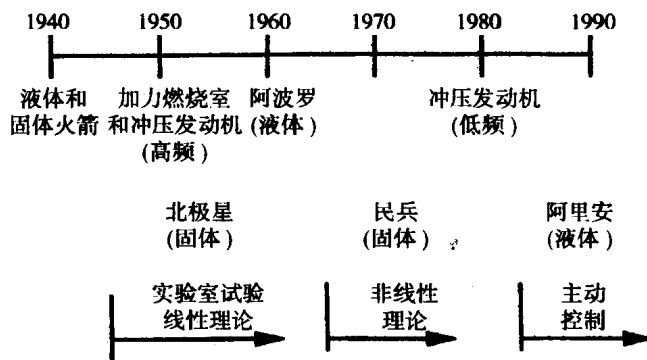 1940 1950 1960 1970 1980 1990
液体和 加力燃烧室 阿波罗 冲压发动机
固体火箭 和冲压发动机 (液体) (低频)
(高频)
北极星 民兵 阿里安
(固体) (固体) (液体)
实验室试验 非线性 主动
线性理论 理论 控制